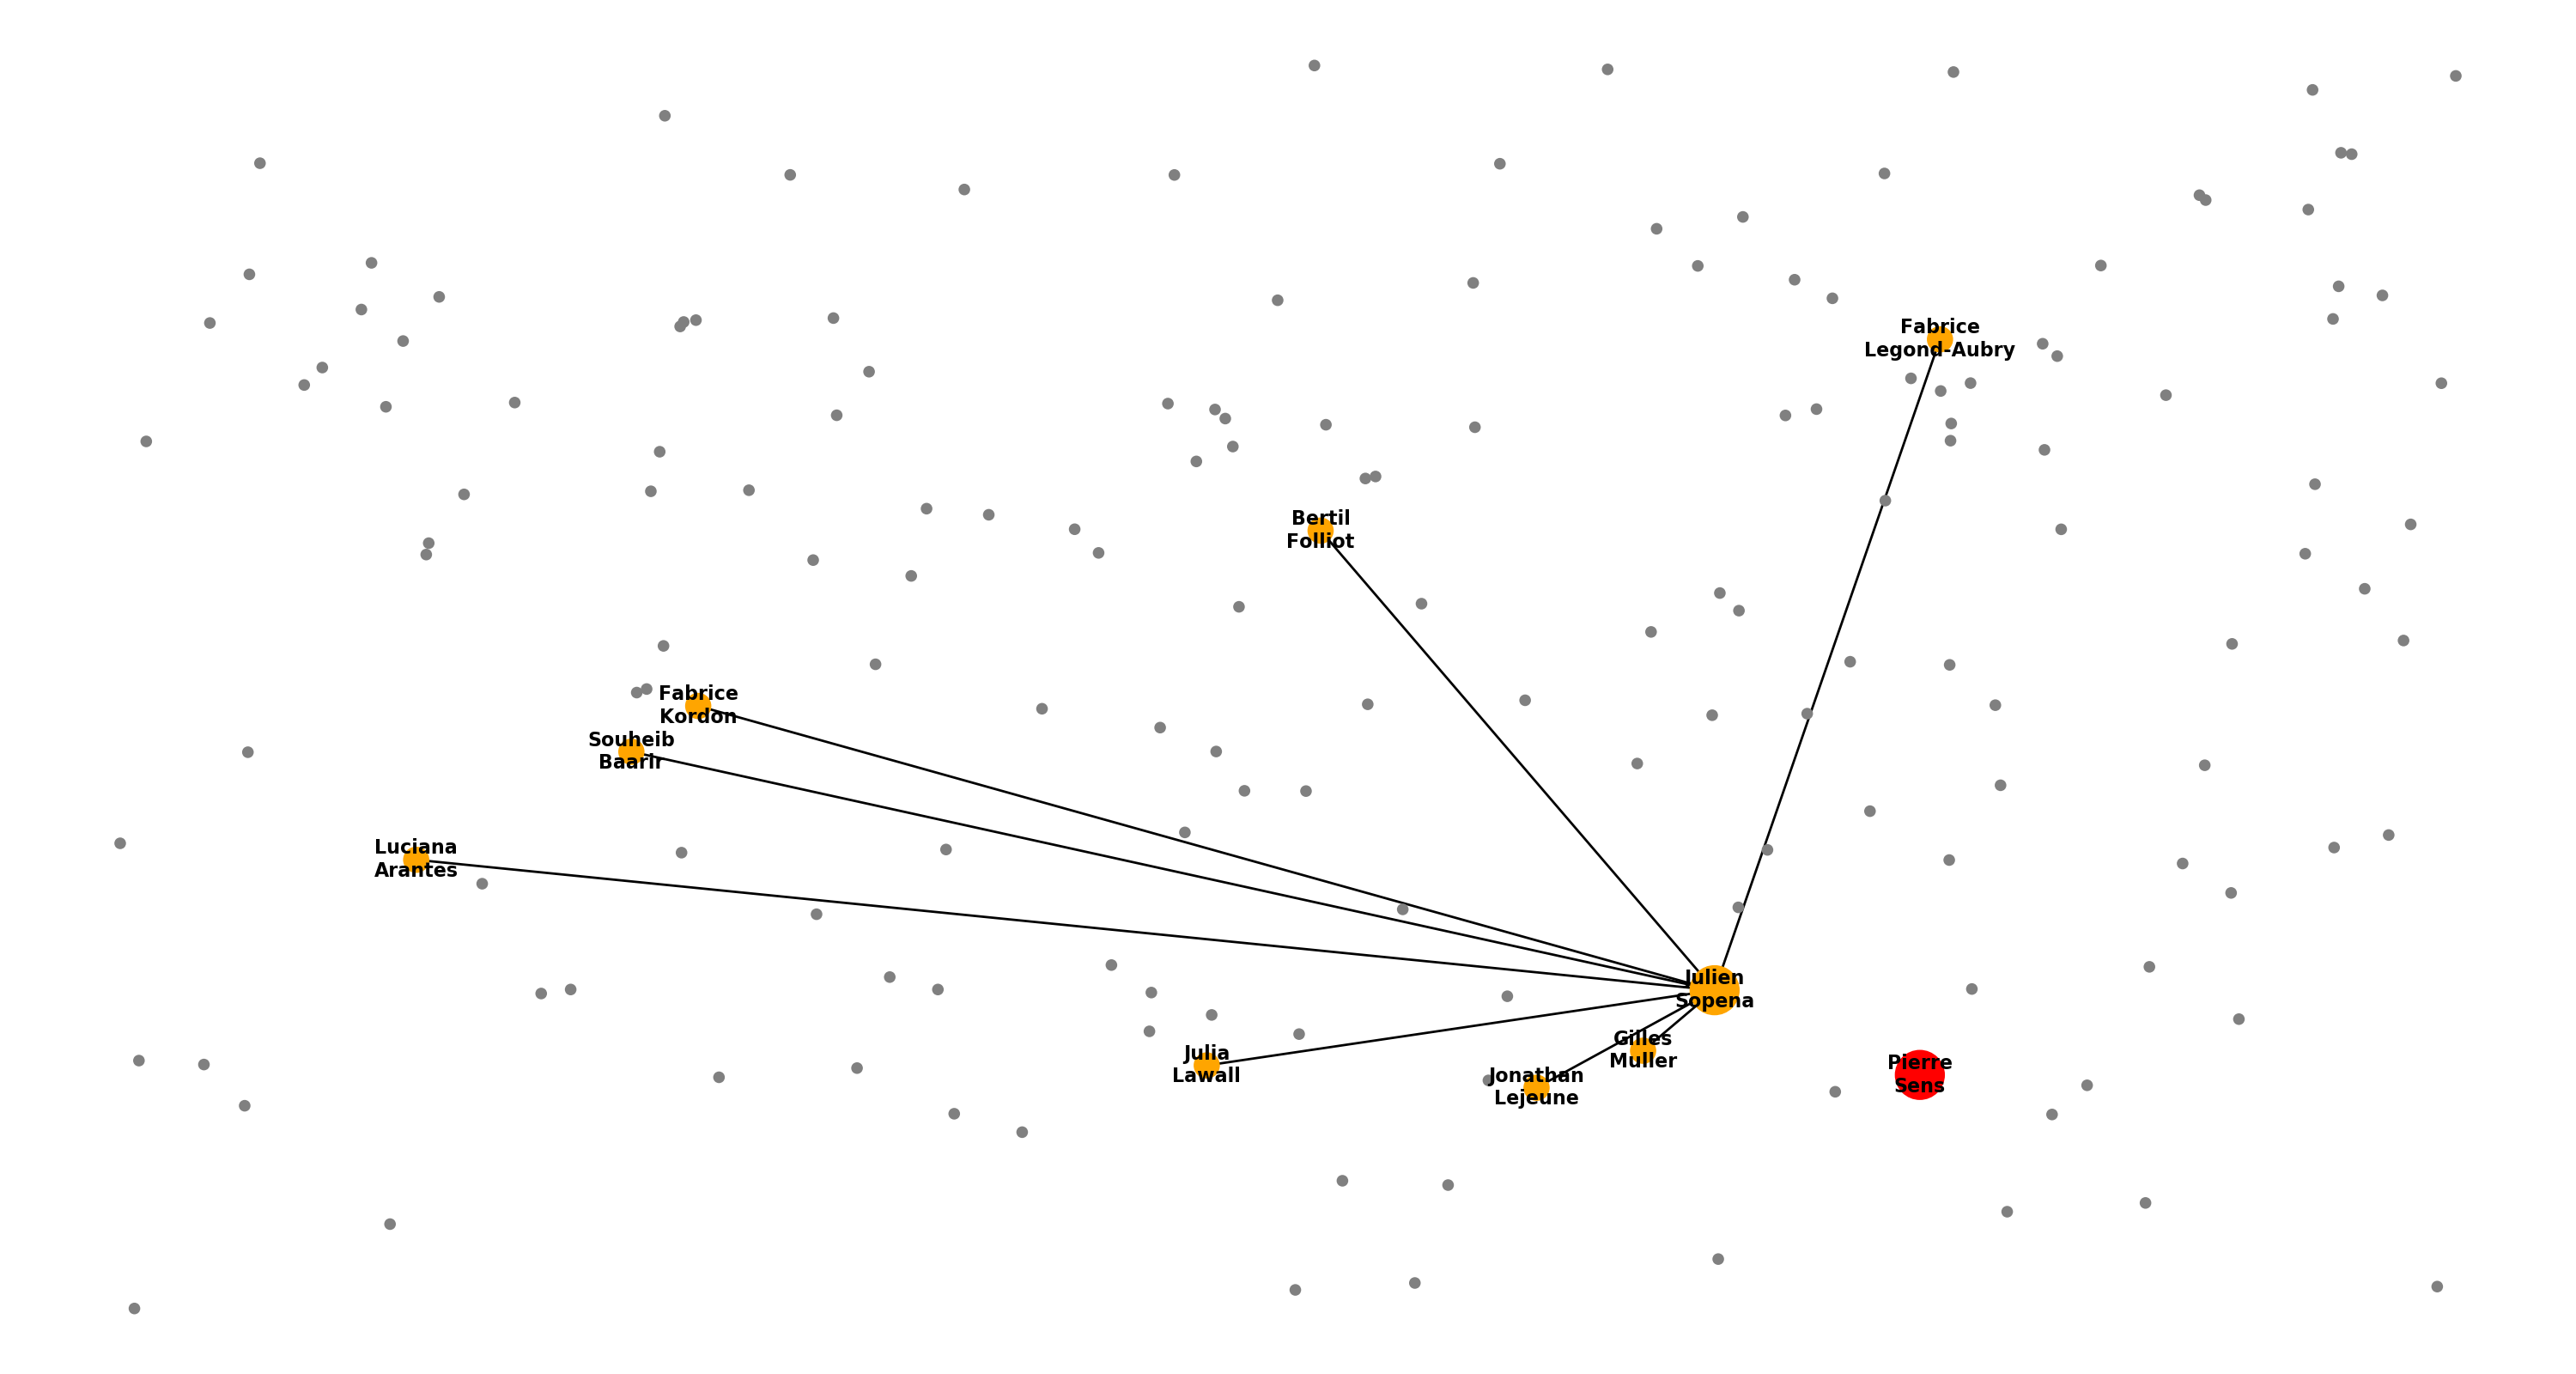 Fabrice
Legond-Aubry
Bertil
Folliot
Fabrice
Kordon
Souheib
Baarir
Luciana
Arantes
Julien
Sopena
Gilles
Muller
Julia
Lawall
Pierre
Sens
Jonathan
Lejeune